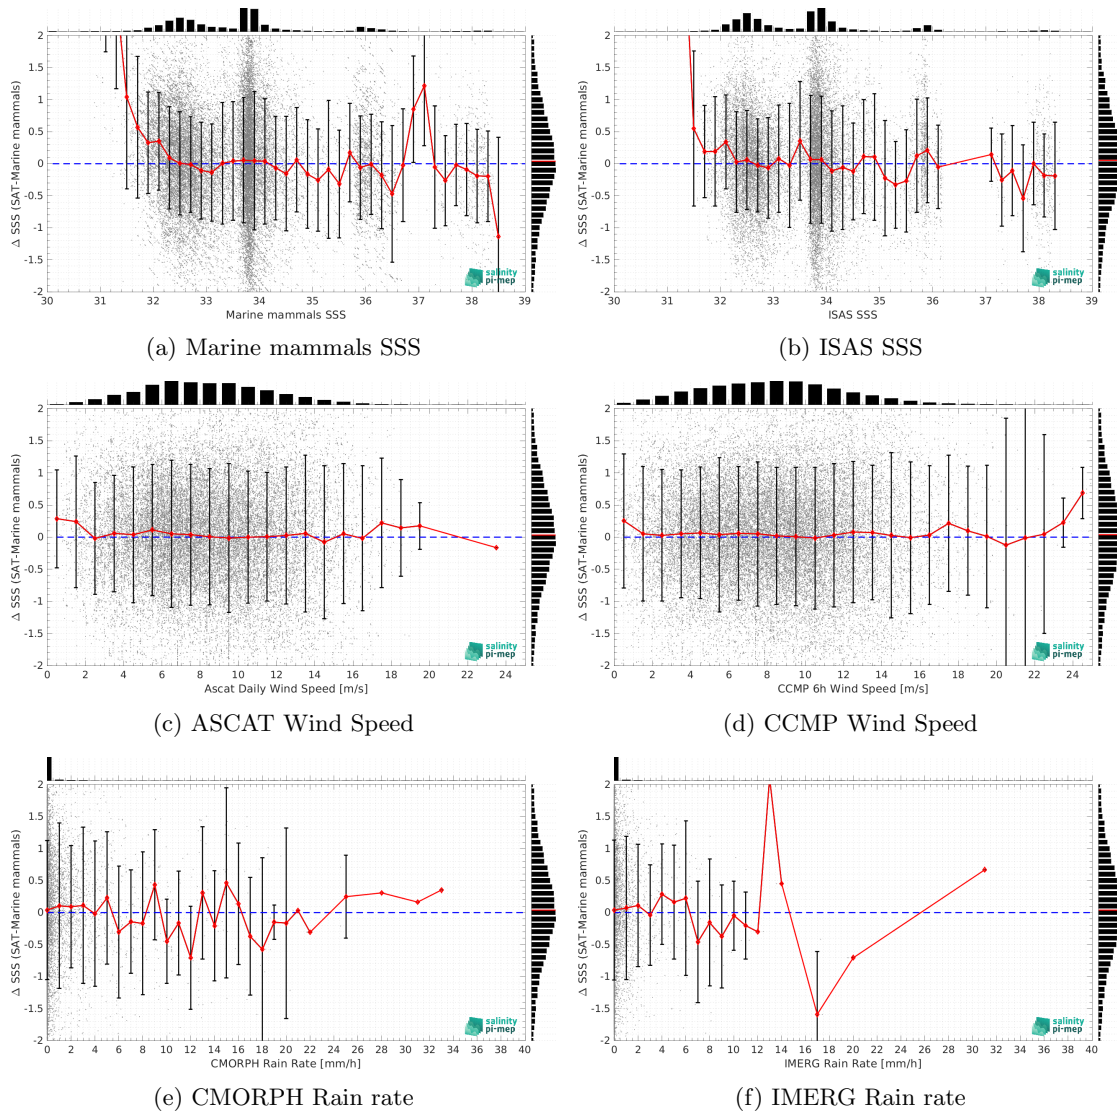 2
1.5
1
0.5
0
-0.5
-1
-1.5
-2
Δ SSS (SAT-Marine mammals)
30 31 32 33 34 35 36 37 38 39
Marine mammals SSS
salinity
pi-mep
(a) Marine mammals SSS
2
1.5
1
0.5
0
-0.5
-1
-1.5
-2
Δ SSS (SAT-Marine mammals)
30 31 32 33 34 35 36 37 38 39
ISAS SSS
salinity
pi-mep
(b) ISAS SSS
2
1.5
1
0.5
0
-0.5
-1
-1.5
-2
Δ SSS (SAT-Marine mammals)
0 2 4 6 8 10 12 14 16 18 20 22 24
Ascat Daily Wind Speed [m/s]
salinity
pi-mep
(c) ASCAT Wind Speed
2
1.5
1
0.5
0
-0.5
-1
-1.5
-2
Δ SSS (SAT-Marine mammals)
0 2 4 6 8 10 12 14 16 18 20 22 24
CCMP 6h Wind Speed [m/s]
salinity
pi-mep
(d) CCMP Wind Speed
2
1.5
1
0.5
0
-0.5
-1
-1.5
-2
Δ SSS (SAT-Marine mammals)
0 2 4 6 8 10 12 14 16 18 20 22 24 26 28 30 32 34 36 38 40
CMORPH Rain Rate [mm/h]
salinity
pi-mep
(e) CMORPH Rain rate
2
1.5
1
0.5
0
-0.5
-1
-1.5
-2
Δ SSS (SAT-Marine mammals)
0 2 4 6 8 10 12 14 16 18 20 22 24 26 28 30 32 34 36 38 40
IMERG Rain Rate [mm/h]
salinity
pi-mep
(f) IMERG Rain rate